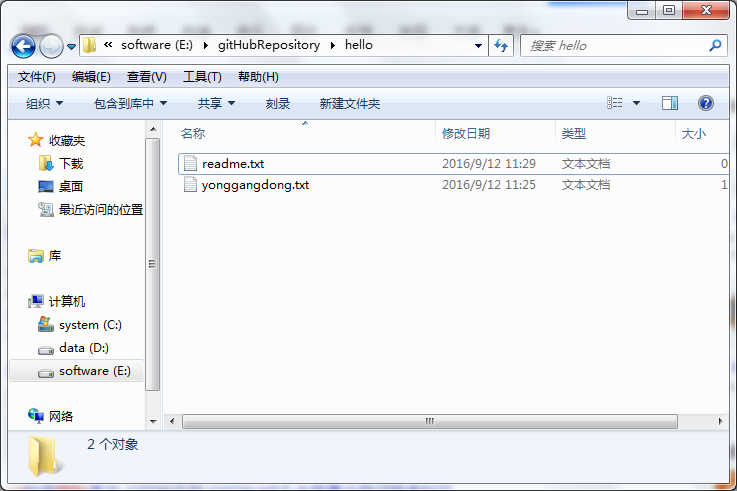 « software (E:) ▸ gitHubRepository ▸ hello
搜索 hello
文件(F) 编辑(E) 查看(V) 工具(T) 帮助(H)
组织 包含到库中 共享 刻录 新建文件夹
名称 修改日期 类型 大小
收藏夹
下载
桌面
最近访问的位置
库
计算机
system (C:)
data (D:)
software (E:)
网络
readme.txt 2016/9/12 11:29 文本文档 0
yonggangdong.txt 2016/9/12 11:25 文本文档 1
2 个对象